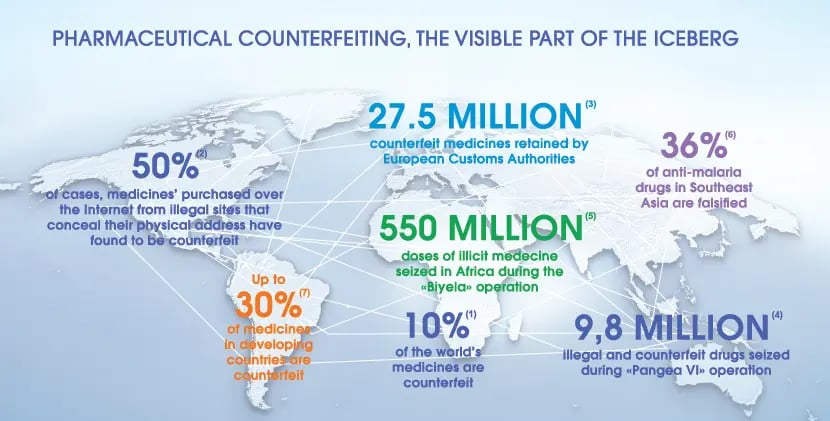 PHARMACEUTICAL COUNTERFEITING, THE VISIBLE PART OF THE ICEBERG
27.5 MILLION(3)
counterfeit medicines retained by
European Customs Authorities
36%(6)
of anti-malaria
drugs in Southeast
Asia are falsified
50%(2)
of cases, medicines' purchased over
the Internet from illegal sites that
conceal their physical address have
found to be counterfeit
550 MILLION(5)
doses of illicit medecine
seized in Africa during the
«Biyela» operation
Up to
30%(7)
of medicines
in developing
countries are
counterfeit
10%(1)
of the world's
medicines are
counterfeit
9,8 MILLION(4)
illegal and counterfeit drugs seized
during «Pangea VI» operation